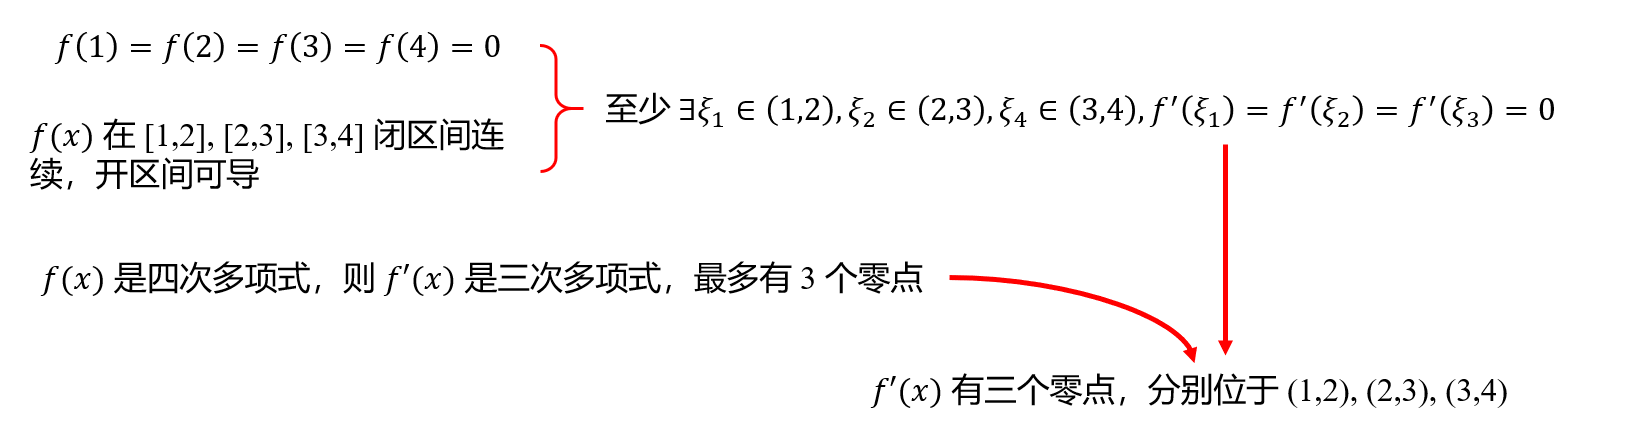 f(1) = f(2) = f(3) = f(4) = 0
至少 ∃ξ₁ ∈ (1,2), ξ₂ ∈ (2,3), ξ₄ ∈ (3,4), f′(ξ₁) = f′(ξ₂) = f′(ξ₃) = 0
f(x) 在 [1,2], [2,3], [3,4] 闭区间连
续，开区间可导
f(x) 是四次多项式，则 f′(x) 是三次多项式，最多有 3 个零点
f′(x) 有三个零点，分别位于 (1,2), (2,3), (3,4)